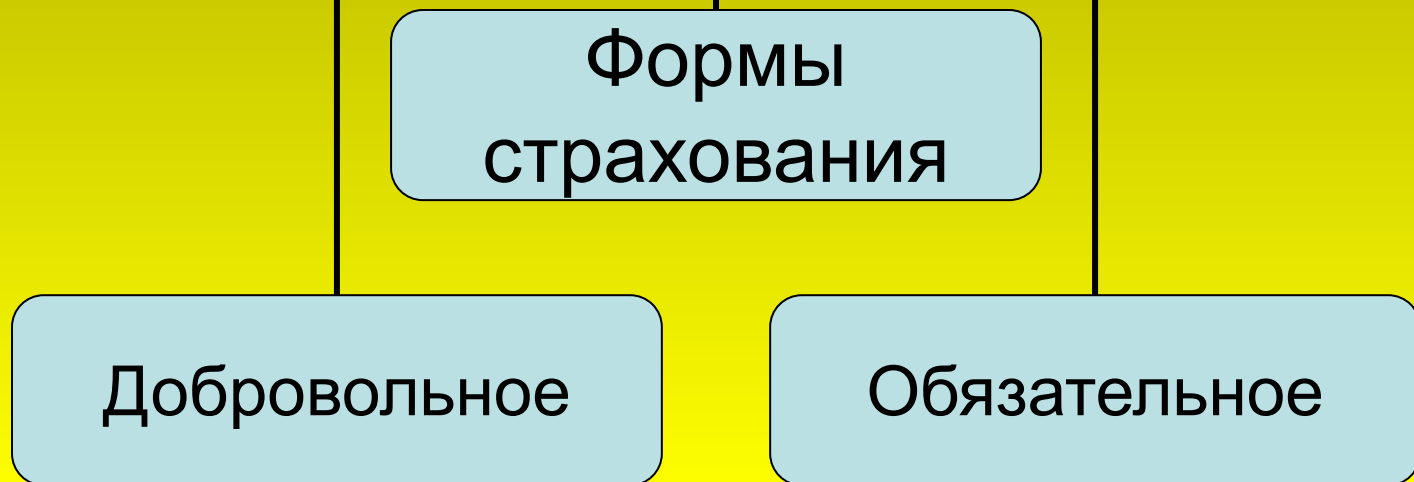 Формы
страхования
Добровольное
Обязательное